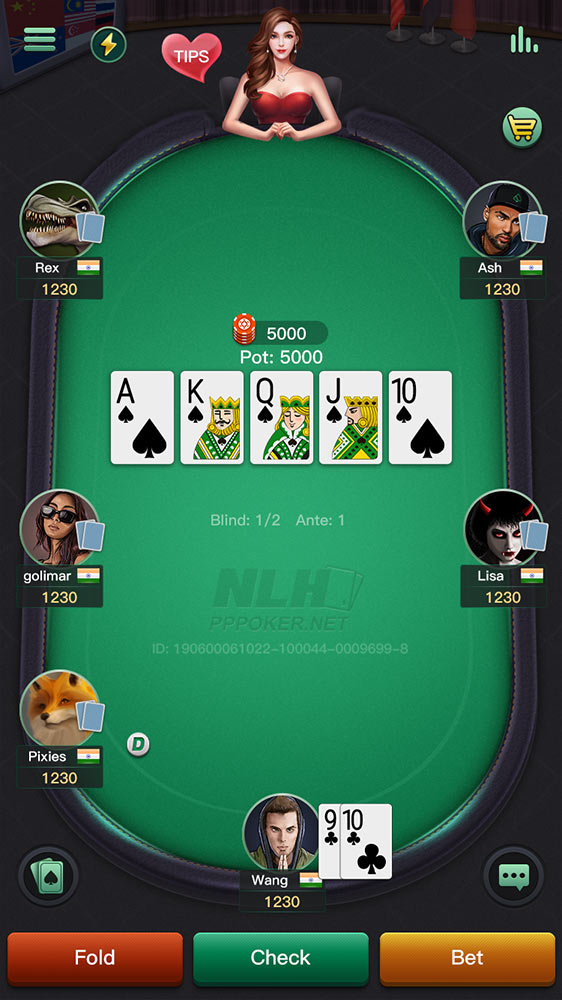 TIPS
Rex
1230
Ash
1230
5000
Pot: 5000
A K Q J 10
Blind: 1/2 Ante: 1
golimar
1230
Lisa
1230
NLH
PPPOKER.NET
ID: 190600061022-100044-0009699-8
Pixies
1230
D
9 10
Wang
1230
Fold Check Bet